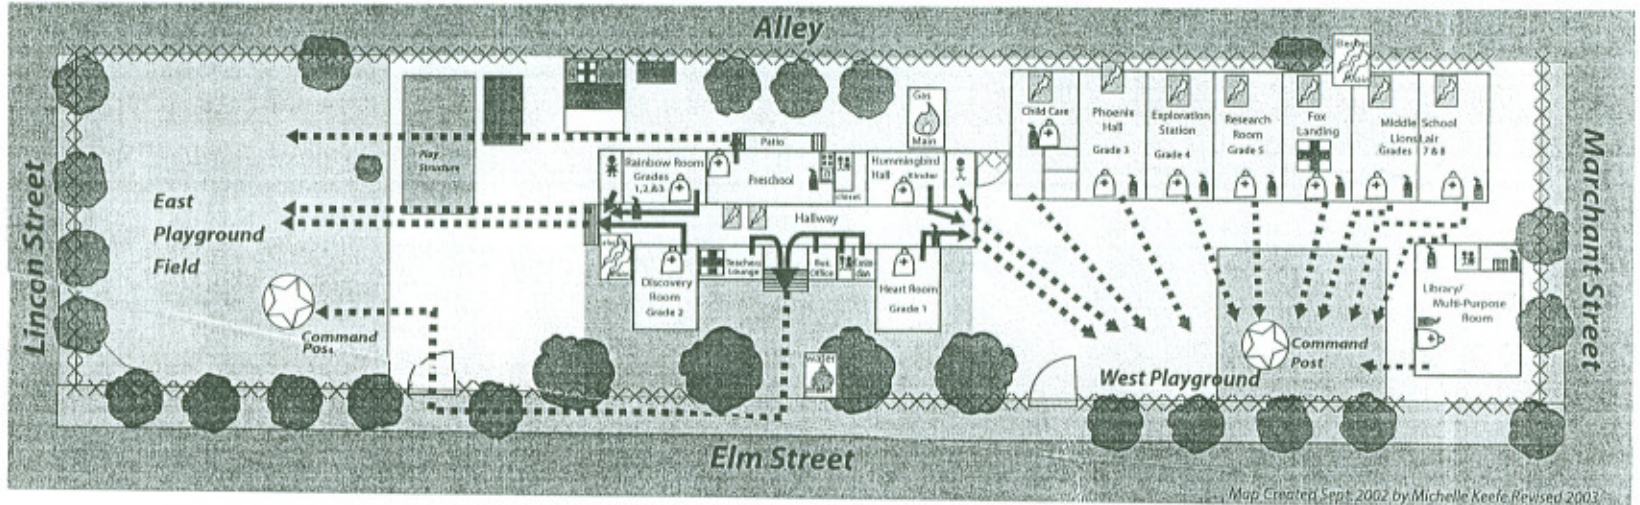 Alley
Lincon Street
Marchant Street
Elm Street
East
Playground
Field
Command
Play
Structure
Rainbow Room
Grades
1,2,&3
Patio
Preschool
closet
Gas
Main
Hummingbird
Hall
Kinder
Hallway
Teachers
Lounge
Bus.
Office
Discovery
Room
Grade 2
Heart Room
Grade 1
water
Child Care
Phoenix
Hall
Grade 3
Exploration
Station
Grade 4
Research
Room
Grade 5
Fox
Landing
Middle School
Lions Lair
Grades 7 & 8
Main
Library/
Multi-Purpose
Room
Command
Post
West Playground
Map Created Sept. 2002 by Michelle Keefe Revised 2003